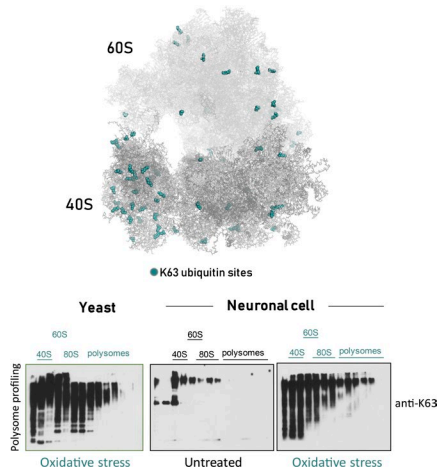 60S
40S
K63 ubiquitin sites
Yeast
Neuronal cell
60S
40S 80S polysomes
60S
40S 80S polysomes
60S
40S 80S polysomes
Polysome profiling
anti-K63
Oxidative stress
Untreated
Oxidative stress